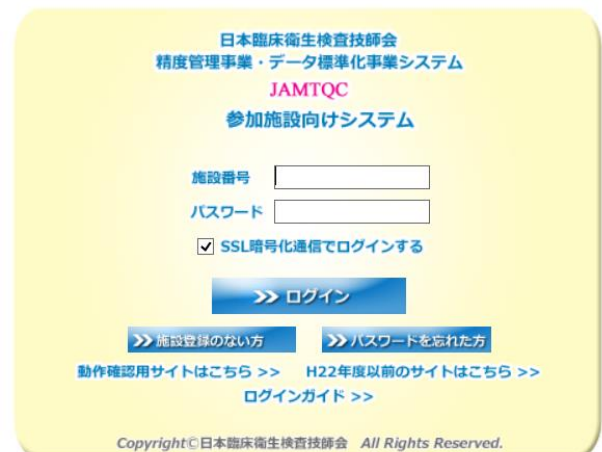 日本臨床衛生検査技師会
精度管理事業・データ標準化事業システム
JAMTQC
参加施設向けシステム
施設番号
パスワード
SSL暗号化通信でログインする
>> ログイン
>> 施設登録のない方 >> パスワードを忘れた方
動作確認用サイトはこちら >> H22年度以前のサイトはこちら >>
ログインガイド >>
Copyright©日本臨床衛生検査技師会 All Rights Reserved.